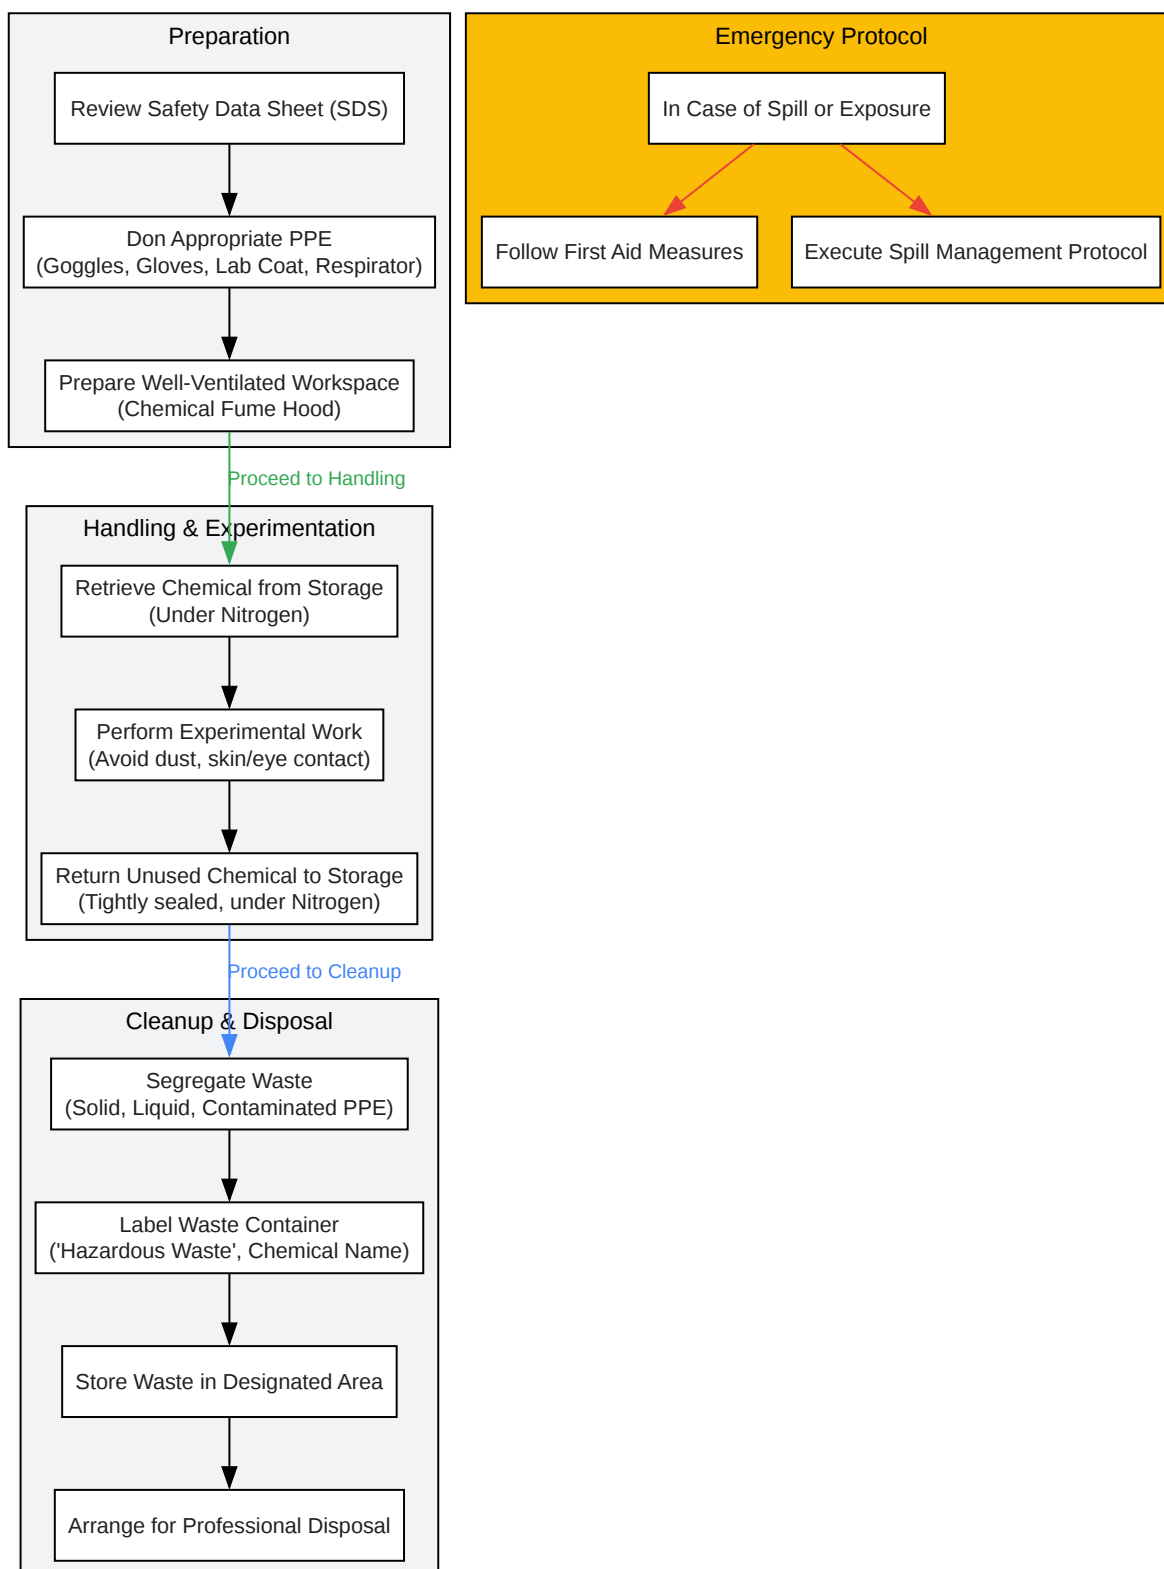 Preparation
Review Safety Data Sheet (SDS)
Don Appropriate PPE
(Goggles, Gloves, Lab Coat, Respirator)
Prepare Well-Ventilated Workspace
(Chemical Fume Hood)
Proceed to Handling
Handling & Experimentation
Retrieve Chemical from Storage
(Under Nitrogen)
Perform Experimental Work
(Avoid dust, skin/eye contact)
Return Unused Chemical to Storage
(Tightly sealed, under Nitrogen)
Proceed to Cleanup
Cleanup & Disposal
Segregate Waste
(Solid, Liquid, Contaminated PPE)
Label Waste Container
('Hazardous Waste', Chemical Name)
Store Waste in Designated Area
Arrange for Professional Disposal
Emergency Protocol
In Case of Spill or Exposure
Follow First Aid Measures
Execute Spill Management Protocol